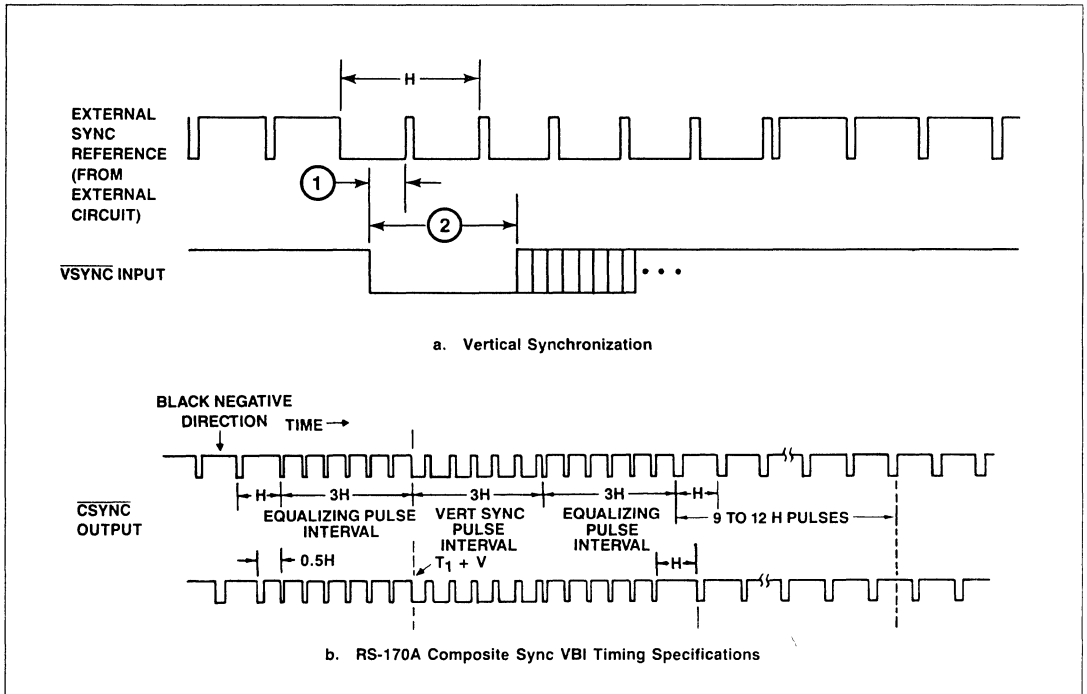 H
EXTERNAL
SYNC
REFERENCE
(FROM
EXTERNAL
CIRCUIT)
1
2
VSYNC INPUT
a. Vertical Synchronization
BLACK NEGATIVE
DIRECTION TIME
H 3H 3H 3H H
CSYNC
OUTPUT
EQUALIZING PULSE
INTERVAL
VERT SYNC
PULSE
INTERVAL
EQUALIZING
PULSE
INTERVAL
9 TO 12 H PULSES
0.5H
T1 + V
H
b. RS-170A Composite Sync VBI Timing Specifications